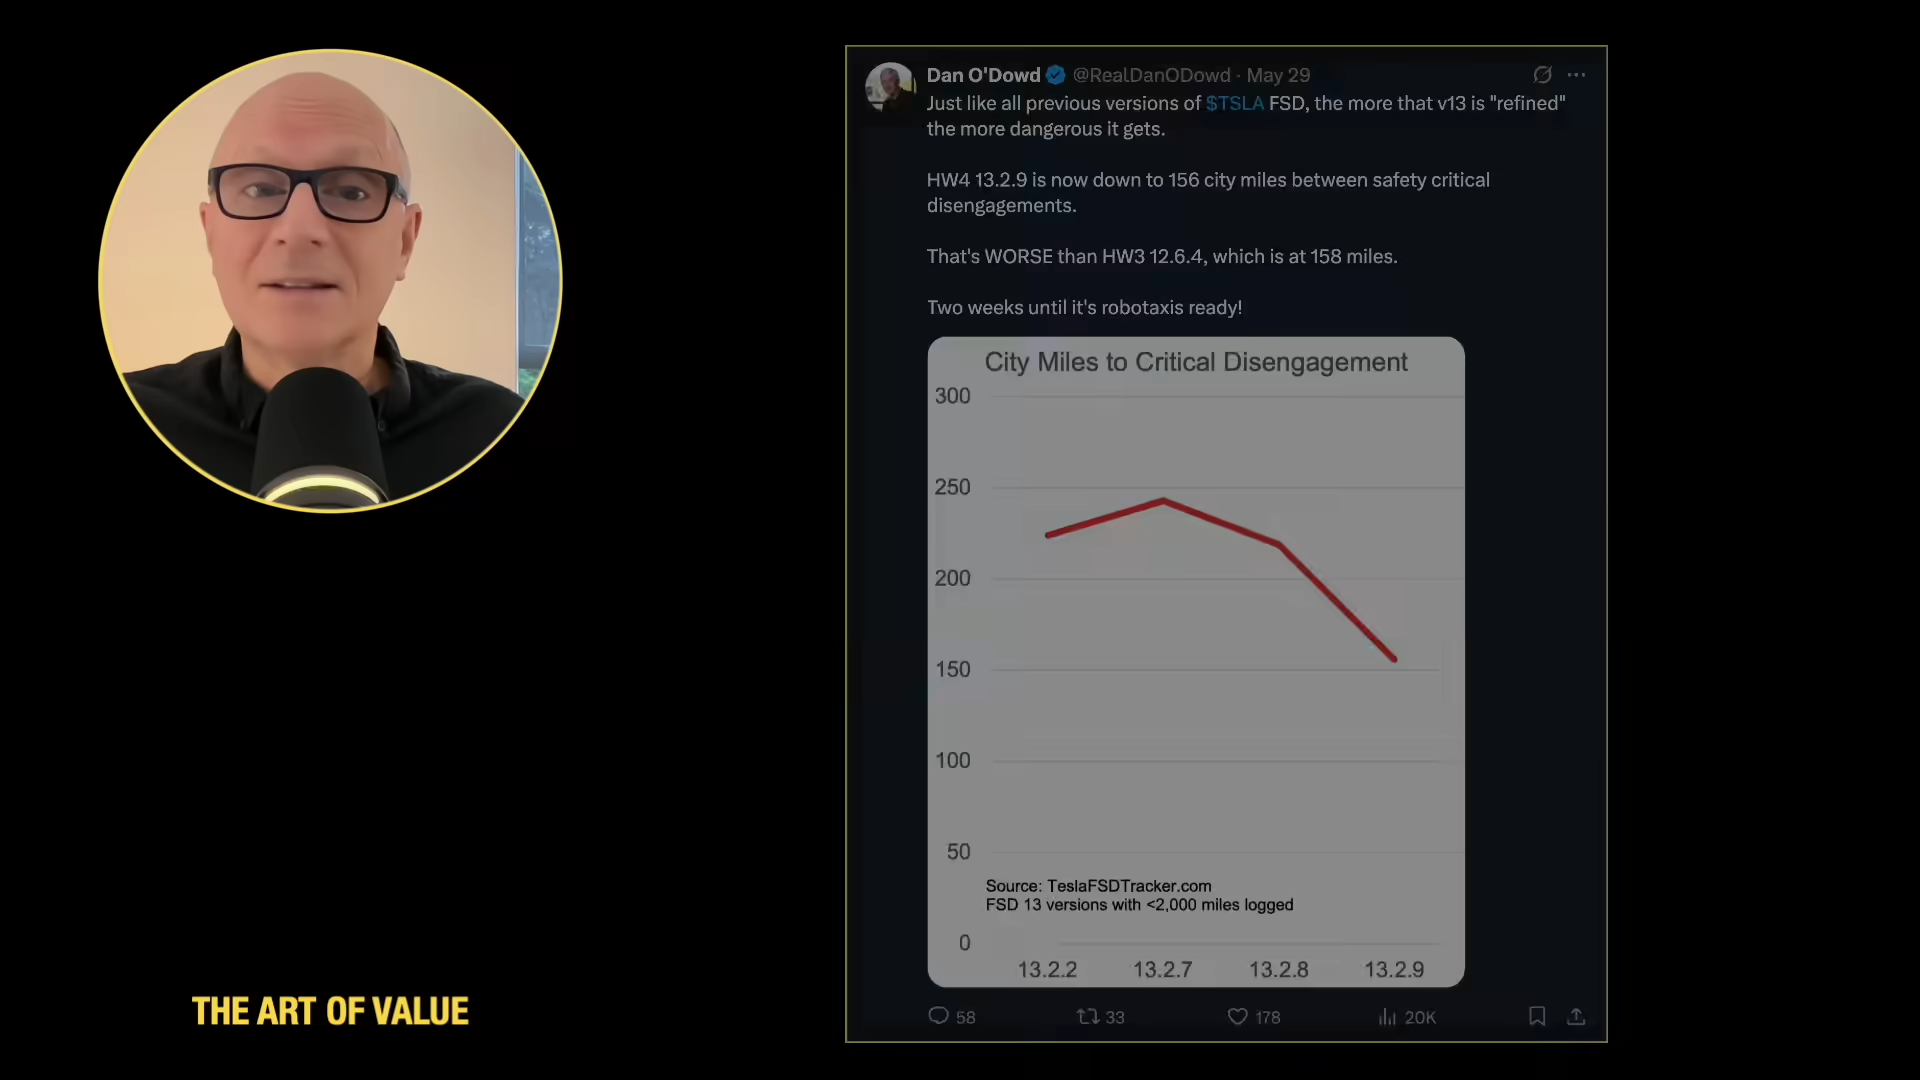 Dan O'Dowd @RealDanODowd · May 29
Just like all previous versions of $TSLA FSD, the more that v13 is "refined"
the more dangerous it gets.
HW4 13.2.9 is now down to 156 city miles between safety critical
disengagements.
That's WORSE than HW3 12.6.4, which is at 158 miles.
Two weeks until it's robotaxis ready!
City Miles to Critical Disengagement
300
250
200
150
100
50
Source: TeslaFSDTracker.com
FSD 13 versions with <2,000 miles logged
0
13.2.2 13.2.7 13.2.8 13.2.9
58 33 178 20K
THE ART OF VALUE